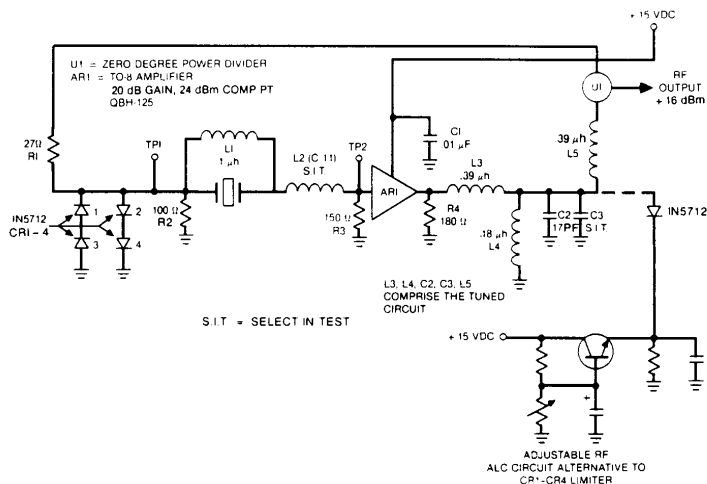 + 15 VDC
U1 = ZERO DEGREE POWER DIVIDER
AR1 = TO-8 AMPLIFIER
20 dB GAIN, 24 dBm COMP PT
QBH-125
U1
RF
OUTPUT
+ 16 dBm
27Ω
R1
TP1
L1
1 μh
L2 (C 11)
S.I.T.
TP2
C1
.01 μF
L3
.39 μh
.39 μh
L5
AR1
IN5712
CR1-4
1
2
3
4
100 Ω
R2
150 Ω
R3
R4
180 Ω
.18 μh
L4
C2
17PF
C3
S.I.T.
IN5712
L3, L4, C2, C3, L5
COMPRISE THE TUNED
CIRCUIT
S.I.T = SELECT IN TEST
+ 15 VDC
+
ADJUSTABLE RF
ALC CIRCUIT ALTERNATIVE TO
CR1-CR4 LIMITER